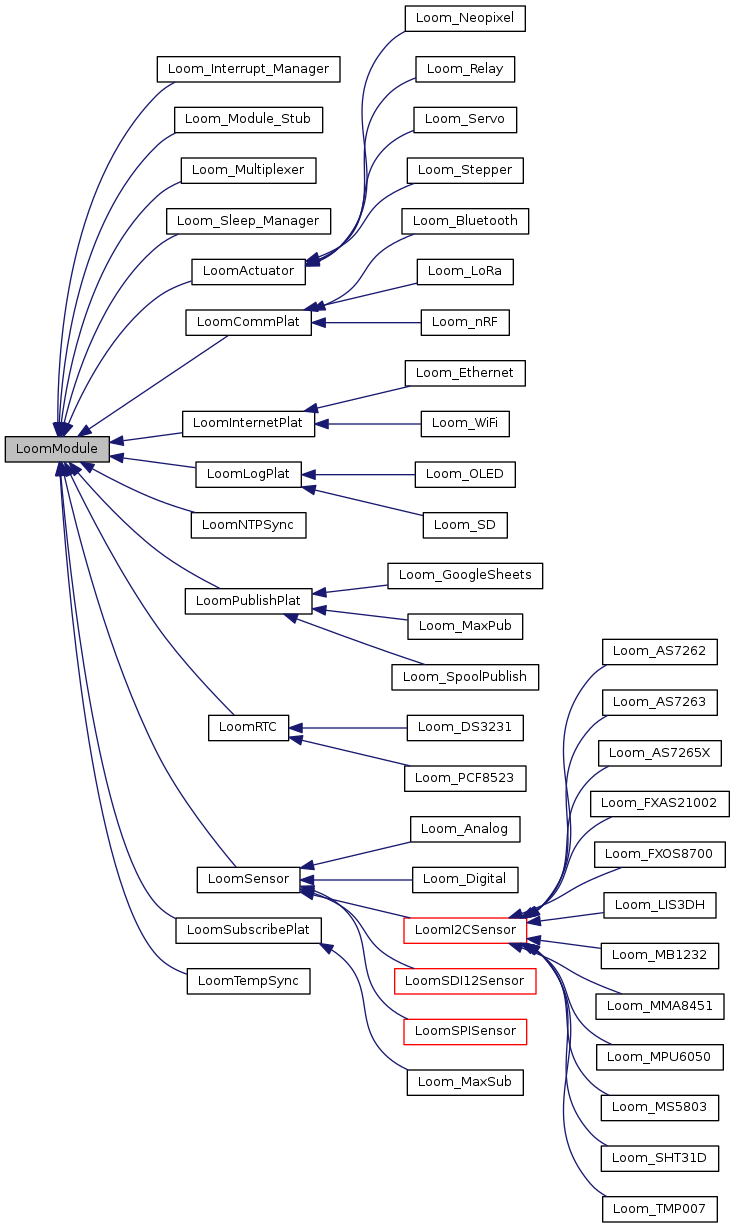 Loom_Neopixel
Loom_Interrupt_Manager
Loom_Relay
Loom_Module_Stub
Loom_Servo
Loom_Multiplexer
Loom_Stepper
Loom_Sleep_Manager
Loom_Bluetooth
LoomActuator
Loom_LoRa
LoomCommPlat
Loom_nRF
Loom_Ethernet
LoomInternetPlat
Loom_WiFi
LoomModule
LoomLogPlat
Loom_OLED
LoomNTPSync
Loom_SD
Loom_GoogleSheets
LoomPublishPlat
Loom_MaxPub
Loom_SpoolPublish
Loom_AS7262
Loom_AS7263
LoomRTC
Loom_DS3231
Loom_AS7265X
Loom_PCF8523
Loom_FXAS21002
Loom_Analog
Loom_FXOS8700
LoomSensor
Loom_Digital
Loom_LIS3DH
LoomSubscribePlat
LoomI2CSensor
Loom_MB1232
LoomTempSync
LoomSDI12Sensor
Loom_MMA8451
LoomSPISensor
Loom_MPU6050
Loom_MaxSub
Loom_MS5803
Loom_SHT31D
Loom_TMP007